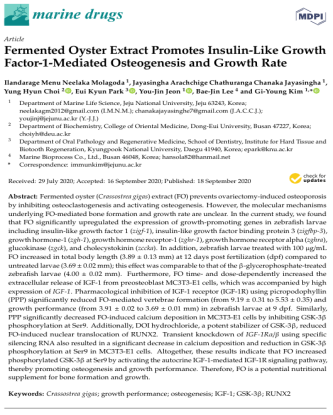 marine drugs
MDPI
Article
Fermented Oyster Extract Promotes Insulin-Like Growth
Factor-1-Mediated Osteogenesis and Growth Rate
Ilandarage Menu Neelaka Molagoda 1, Jayasingha Arachchige Chathuranga Chanaka Jayasingha 1,
Yung Hyun Choi 2, Eui Kyun Park 3, You-Jin Jeon 1, Bae-Jin Lee 4 and Gi-Young Kim 1,*
1 Department of Marine Life Science, Jeju National University, Jeju 63243, Korea;
neelakagm2012@gmail.com (I.M.N.M.); chanakajayasinghe7@gmail.com (J.A.C.C.J.);
youjinj@jejunu.ac.kr (Y.-J.J.)
2 Department of Biochemistry, College of Oriental Medicine, Dong-Eui University, Busan 47227, Korea;
choiyh@deu.ac.kr
3 Department of Oral Pathology and Regenerative Medicine, School of Dentistry, Institute for Hard Tissue and
Biotooth Regeneration, Kyungpook National University, Daegu 41940, Korea; epark@knu.ac.kr
4 Marine Bioprocess Co., Ltd., Busan 46048, Korea; hansola82@hanmail.net
* Correspondence: immunkim@jejunu.ac.kr
Received: 29 July 2020; Accepted: 16 September 2020; Published: 18 September 2020
check for
updates
Abstract: Fermented oyster (Crassostrea gigas) extract (FO) prevents ovariectomy-induced osteoporosis
by inhibiting osteoclastogenesis and activating osteogenesis. However, the molecular mechanisms
underlying FO-mediated bone formation and growth rate are unclear. In the current study, we found
that FO significantly upregulated the expression of growth-promoting genes in zebrafish larvae
including insulin-like growth factor 1 (zigf-1), insulin-like growth factor binding protein 3 (zigfbp-3),
growth hormone-1 (zgh-1), growth hormone receptor-1 (zghr-1), growth hormone receptor alpha (zghra),
glucokinase (zgck), and cholecystokinin (zccka). In addition, zebrafish larvae treated with 100 μg/mL
FO increased in total body length (3.89 ± 0.13 mm) at 12 days post fertilization (dpf) compared to
untreated larvae (3.69 ± 0.02 mm); this effect was comparable to that of the β-glycerophosphate-treated
zebrafish larvae (4.00 ± 0.02 mm). Furthermore, FO time- and dose-dependently increased the
extracellular release of IGF-1 from preosteoblast MC3T3-E1 cells, which was accompanied by high
expression of IGF-1. Pharmacological inhibition of IGF-1 receptor (IGF-1R) using picropodophyllin
(PPP) significantly reduced FO-mediated vertebrae formation (from 9.19 ± 0.31 to 5.53 ± 0.35) and
growth performance (from 3.91 ± 0.02 to 3.69 ± 0.01 mm) in zebrafish larvae at 9 dpf. Similarly,
PPP significantly decreased FO-induced calcium deposition in MC3T3-E1 cells by inhibiting GSK-3β
phosphorylation at Ser9. Additionally, DOI hydrochloride, a potent stabilizer of GSK-3β, reduced
FO-induced nuclear translocation of RUNX2. Transient knockdown of IGF-1Rα/β using specific
silencing RNA also resulted in a significant decrease in calcium deposition and reduction in GSK-3β
phosphorylation at Ser9 in MC3T3-E1 cells. Altogether, these results indicate that FO increased
phosphorylated GSK-3β at Ser9 by activating the autocrine IGF-1-mediated IGF-1R signaling pathway,
thereby promoting osteogenesis and growth performance. Therefore, FO is a potential nutritional
supplement for bone formation and growth.
Keywords: Crassostrea gigas; growth performance; osteogenesis; IGF-1; GSK-3β; RUNX2